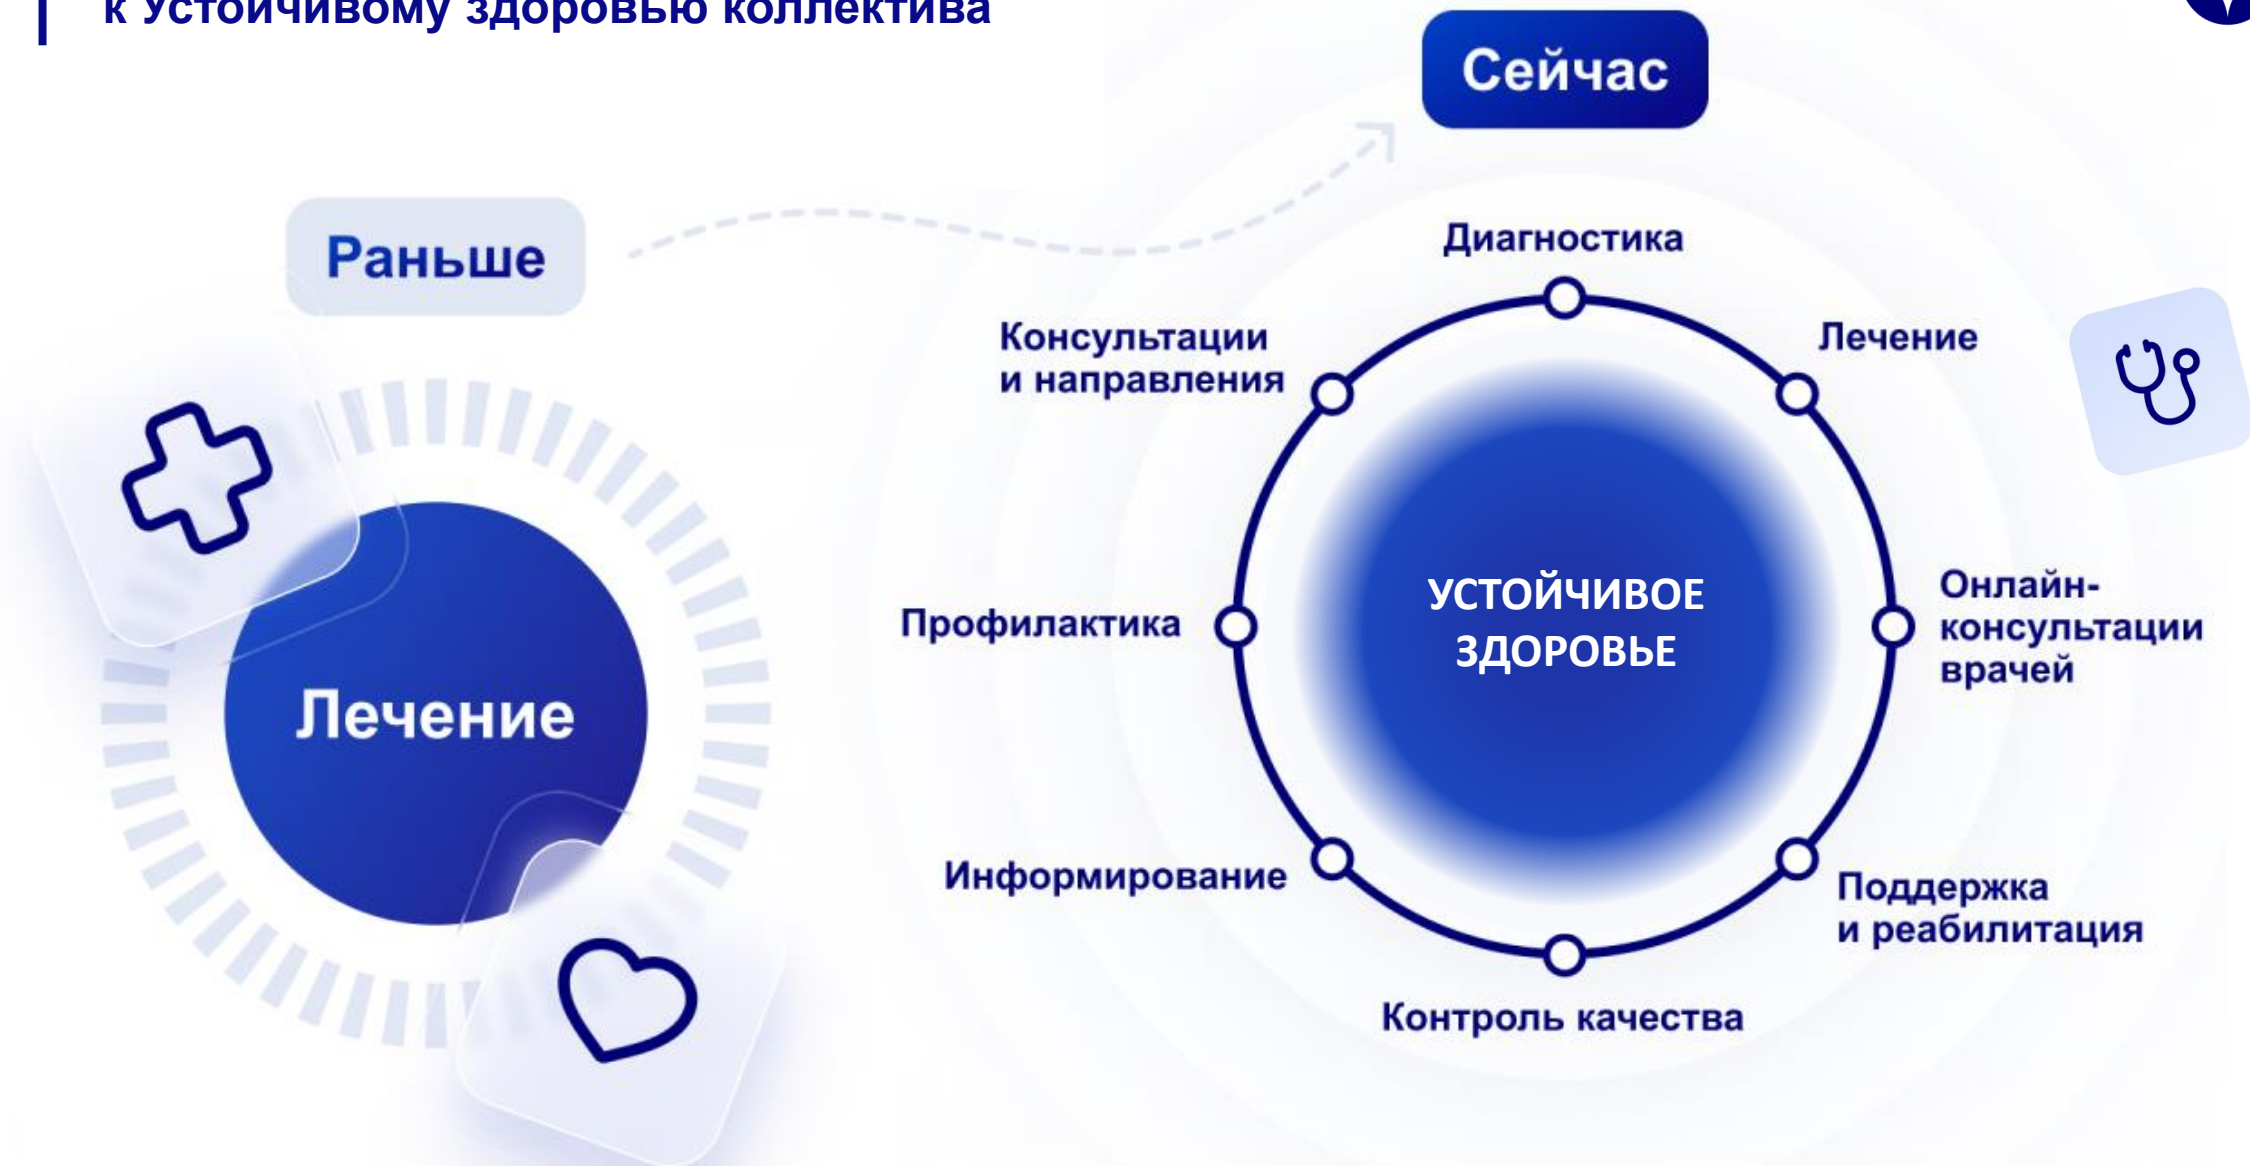 к Устойчивому здоровью коллектива
Сейчас
Раньше
Диагностика
Консультации
и направления
Лечение
Онлайн-
консультации
врачей
УСТОЙЧИВОЕ
ЗДОРОВЬЕ
Профилактика
Лечение
Информирование
Поддержка
и реабилитация
Контроль качества